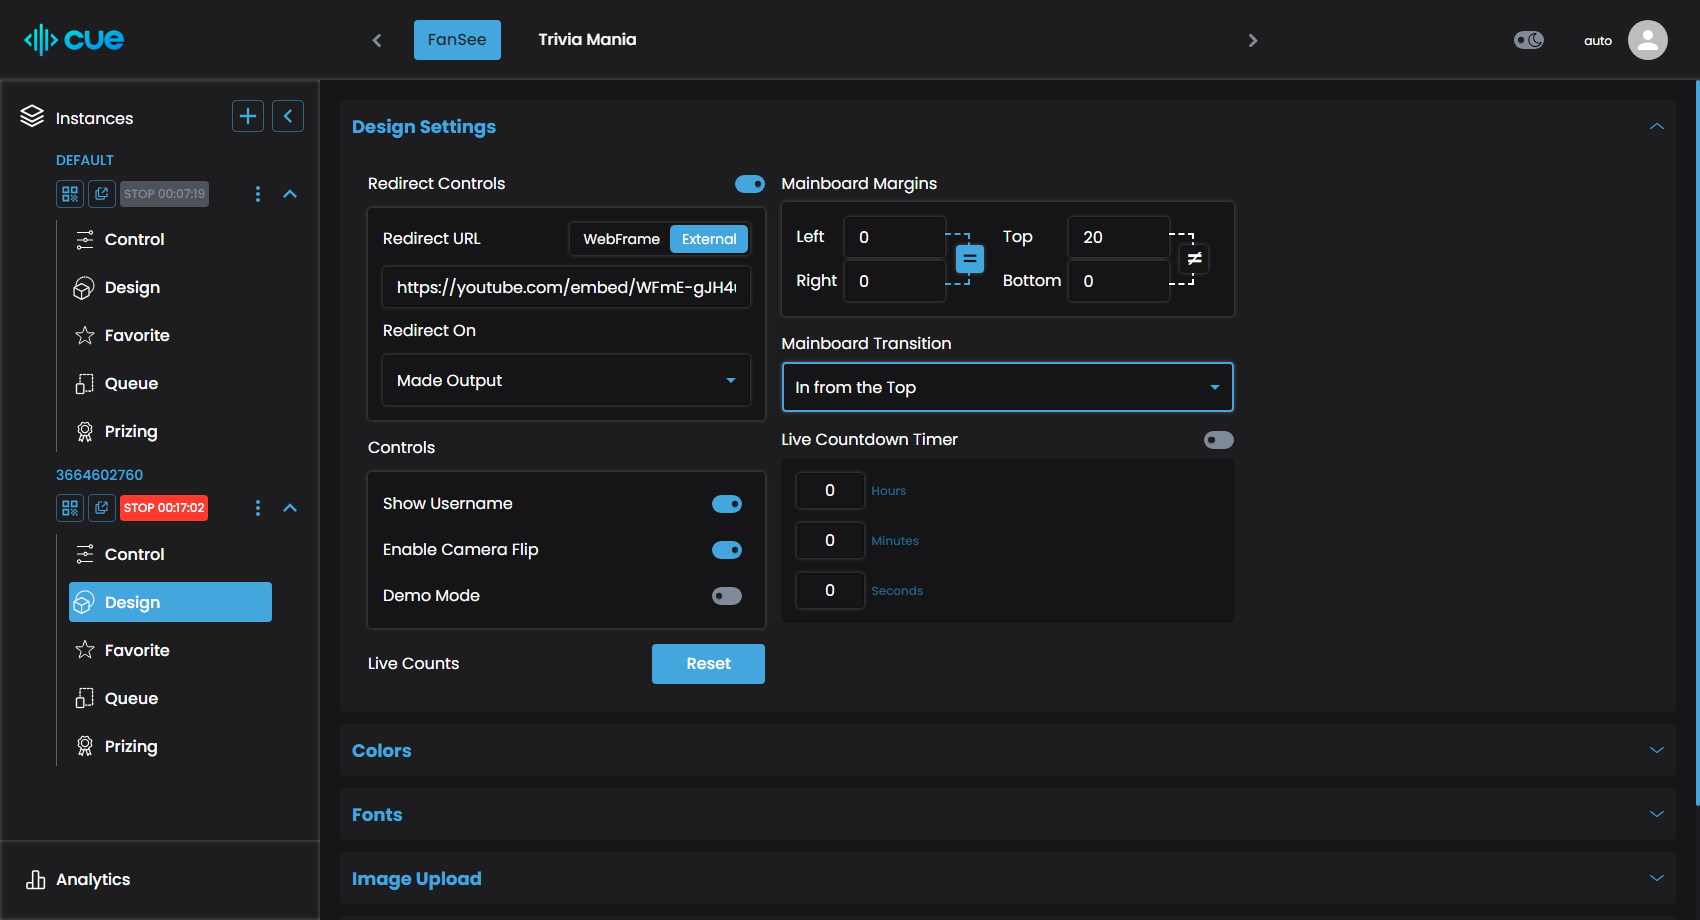 cue
FanSee
Trivia Mania
auto
Instances
DEFAULT
STOP 00:07:19
Control
Design
Favorite
Queue
Prizing
3664602760
STOP 00:17:02
Control
Design
Favorite
Queue
Prizing
Analytics
Design Settings
Redirect Controls
Redirect URL
WebFrame
External
https://youtube.com/embed/WFmE-gJH4
Redirect On
Made Output
Controls
Show Username
Enable Camera Flip
Demo Mode
Live Counts
Reset
Mainboard Margins
Left 0
Top 20
= ≠
Right 0
Bottom 0
Mainboard Transition
In from the Top
Live Countdown Timer
0 Hours
0 Minutes
0 Seconds
Colors
Fonts
Image Upload